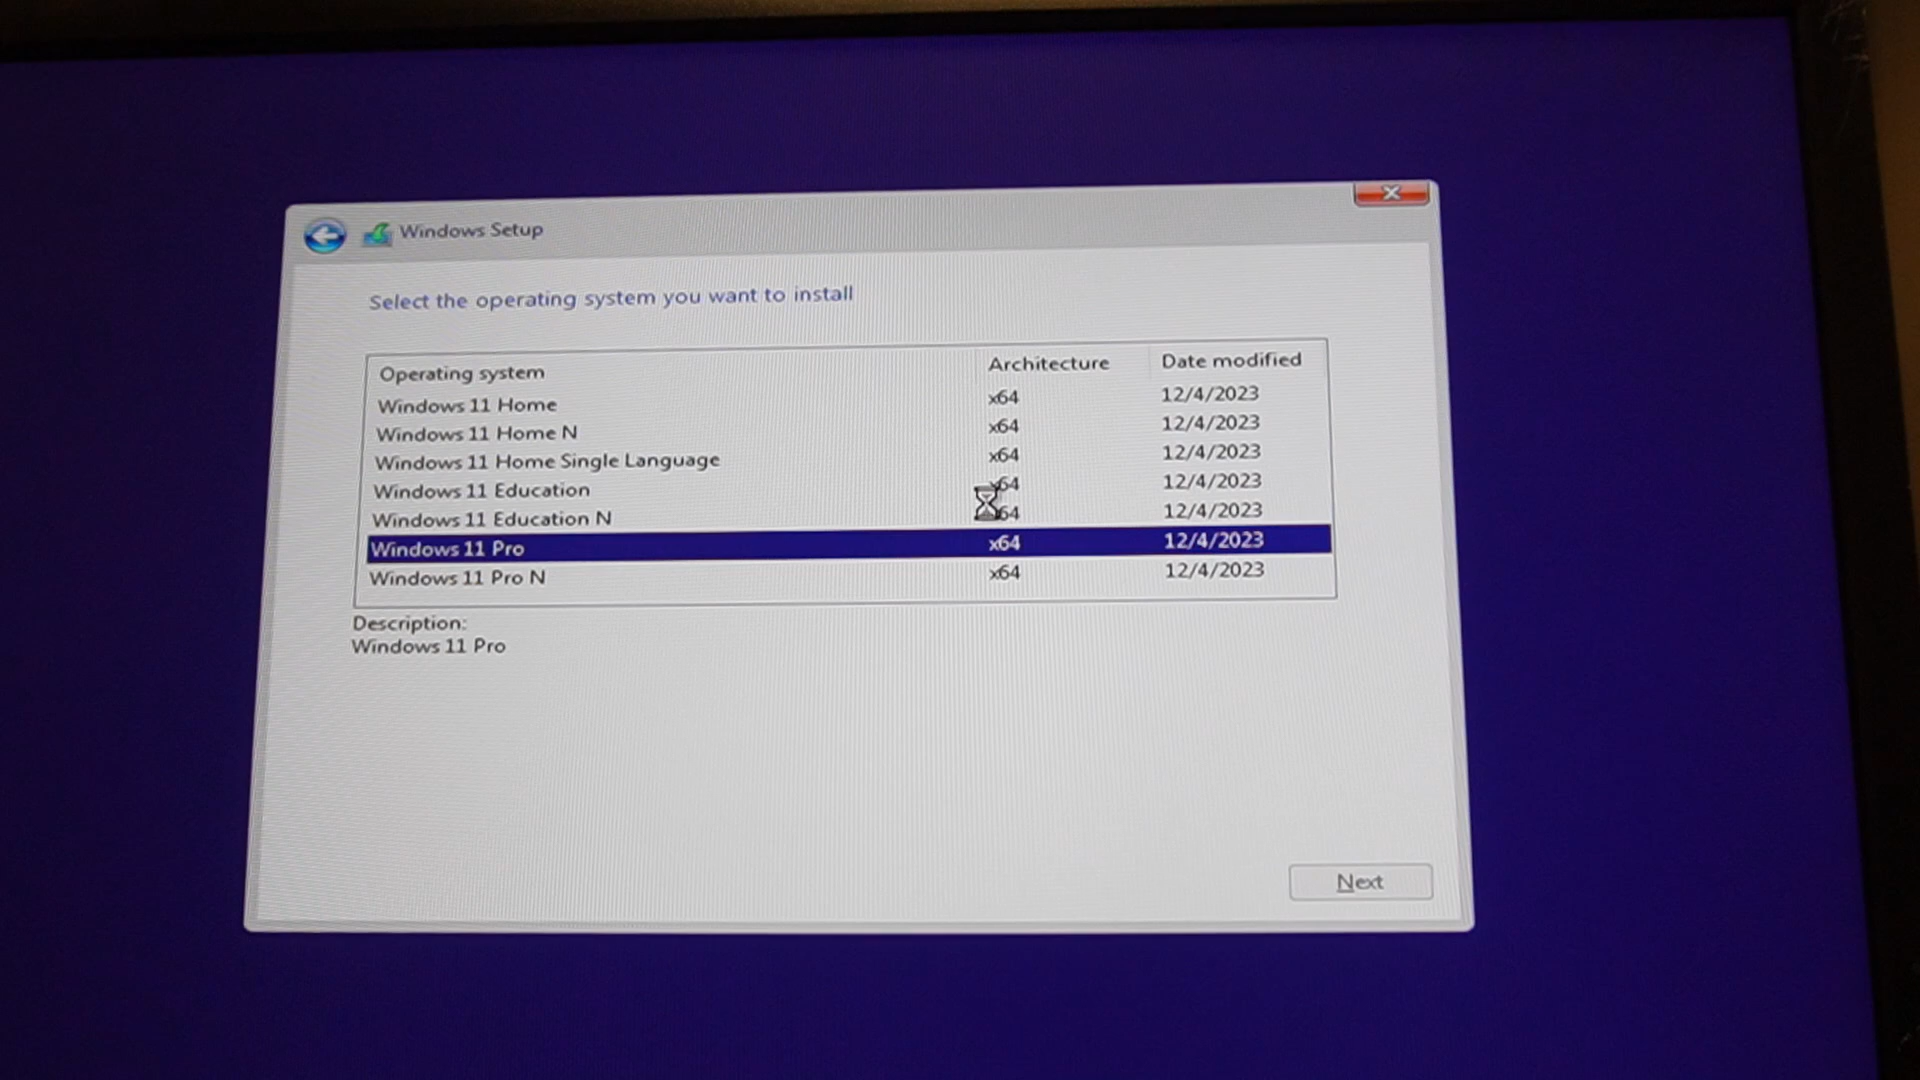 Windows Setup
Select the operating system you want to install
Operating system Architecture Date modified
Windows 11 Home x64 12/4/2023
Windows 11 Home N x64 12/4/2023
Windows 11 Home Single Language x64 12/4/2023
Windows 11 Education x64 12/4/2023
Windows 11 Education N x64 12/4/2023
Windows 11 Pro x64 12/4/2023
Windows 11 Pro N x64 12/4/2023
Description:
Windows 11 Pro
Next